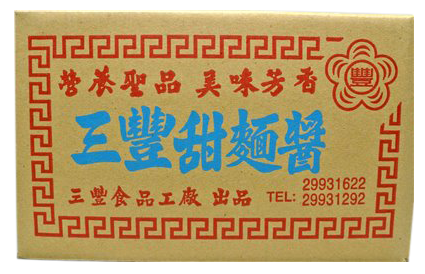 豐
營養聖品 美味芳香
三豐甜麵醬
三豐食品工廠 出品 TEL: 29931622
29931292